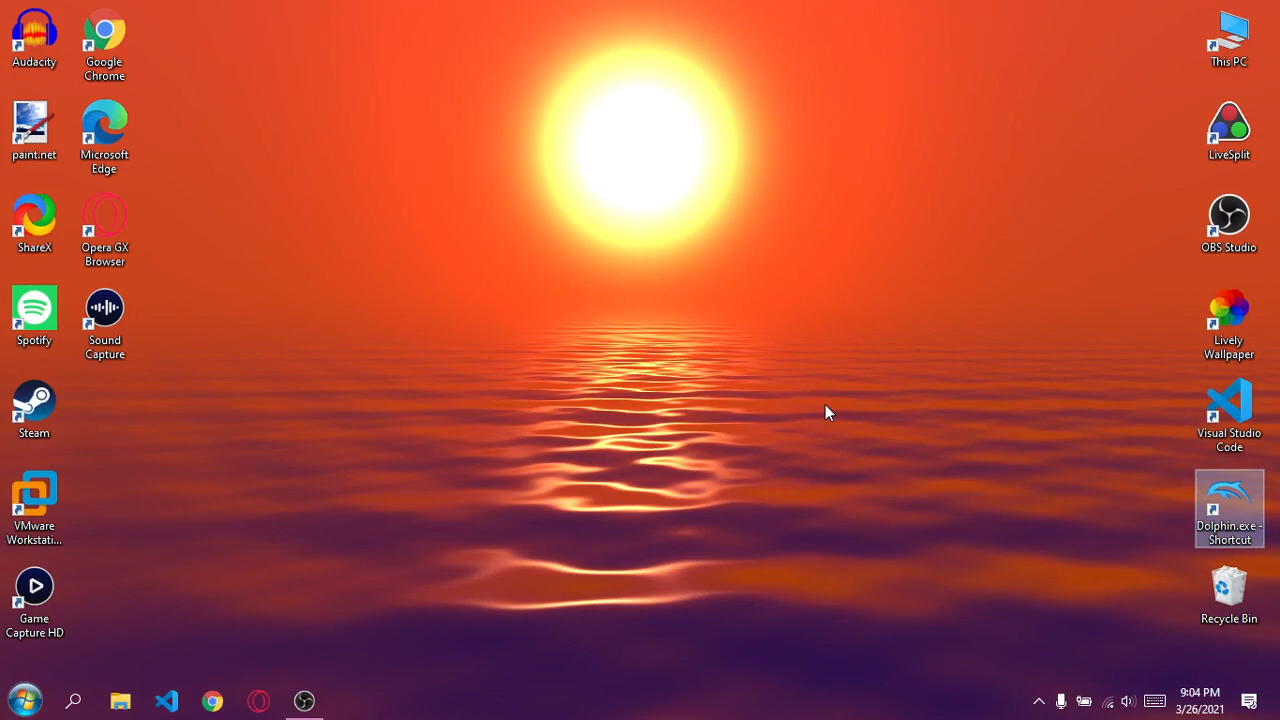 Audacity
Google
Chrome
paint.net
Microsoft
Edge
ShareX
Opera GX
Browser
Spotify
Sound
Capture
Steam
VMware
Workstati...
Game
Capture HD
This PC
LiveSplit
OBS Studio
Lively
Wallpaper
Visual Studio
Code
Dolphin.exe -
Shortcut
Recycle Bin
9:04 PM
3/26/2021